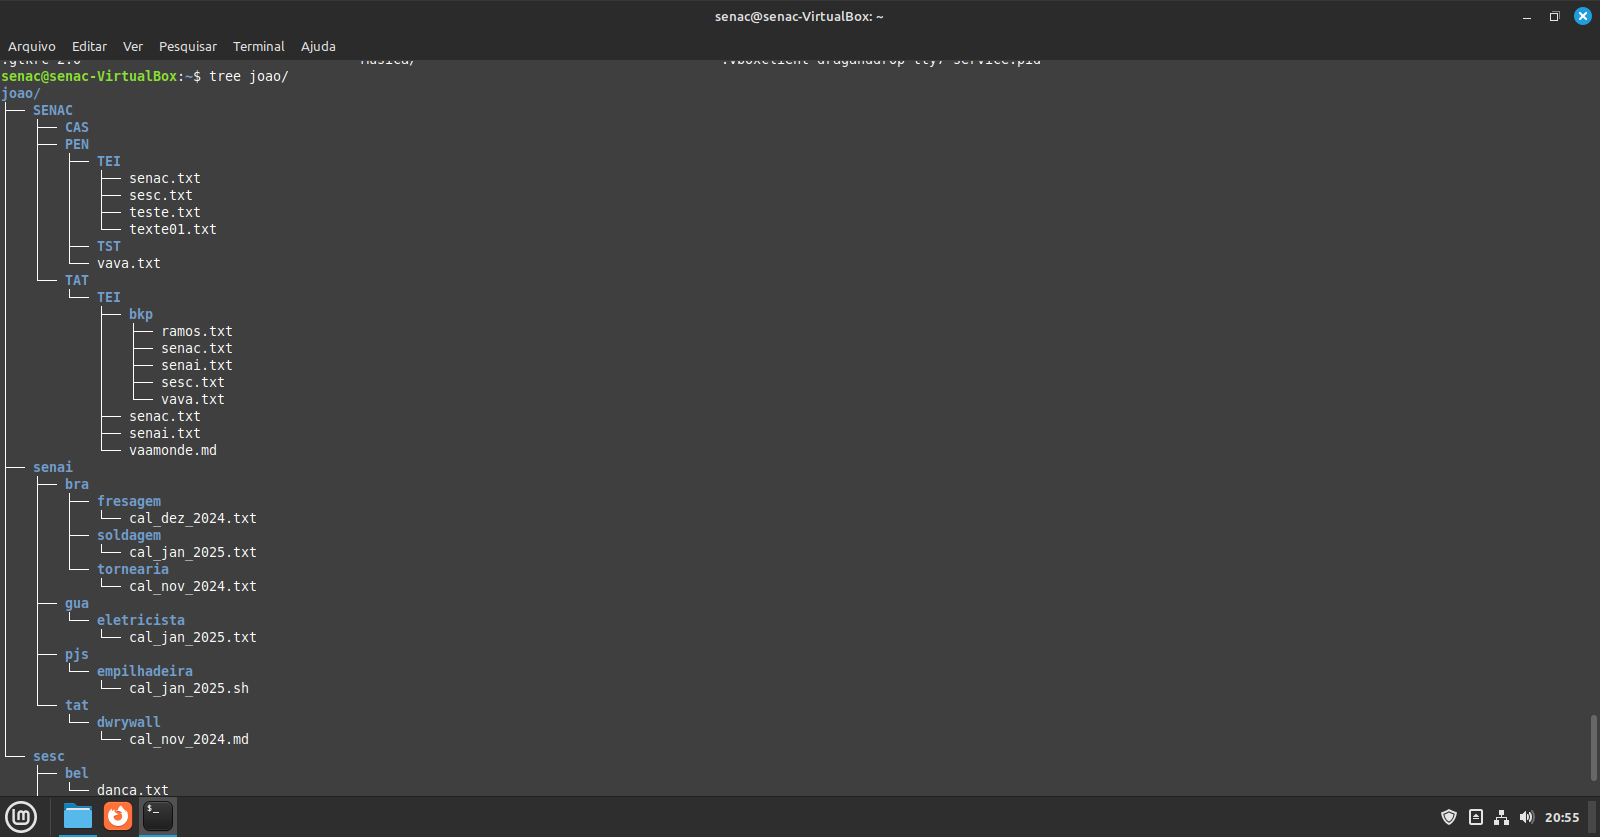 senac@senac-VirtualBox: ~
Arquivo Editar Ver Pesquisar Terminal Ajuda
senac@senac-VirtualBox:~$ tree joao/
joao/
├── SENAC
│   ├── CAS
│   ├── PEN
│   │   ├── TEI
│   │   │   ├── senac.txt
│   │   │   ├── sesc.txt
│   │   │   ├── teste.txt
│   │   │   └── texte01.txt
│   │   ├── TST
│   │   └── vava.txt
│   └── TAT
│       └── TEI
│           ├── bkp
│           │   ├── ramos.txt
│           │   ├── senac.txt
│           │   ├── senai.txt
│           │   ├── sesc.txt
│           │   └── vava.txt
│           ├── senac.txt
│           ├── senai.txt
│           └── vaamonde.md
├── senai
│   ├── bra
│   │   ├── fresagem
│   │   │   └── cal_dez_2024.txt
│   │   ├── soldagem
│   │   │   └── cal_jan_2025.txt
│   │   └── tornearia
│   │       └── cal_nov_2024.txt
│   ├── gua
│   │   └── eletricista
│   │       └── cal_jan_2025.txt
│   ├── pjs
│   │   └── empilhadeira
│   │       └── cal_jan_2025.sh
│   └── tat
│       └── dwrywall
│           └── cal_nov_2024.md
└── sesc
    ├── bel
    │   └── danca.txt
20:55